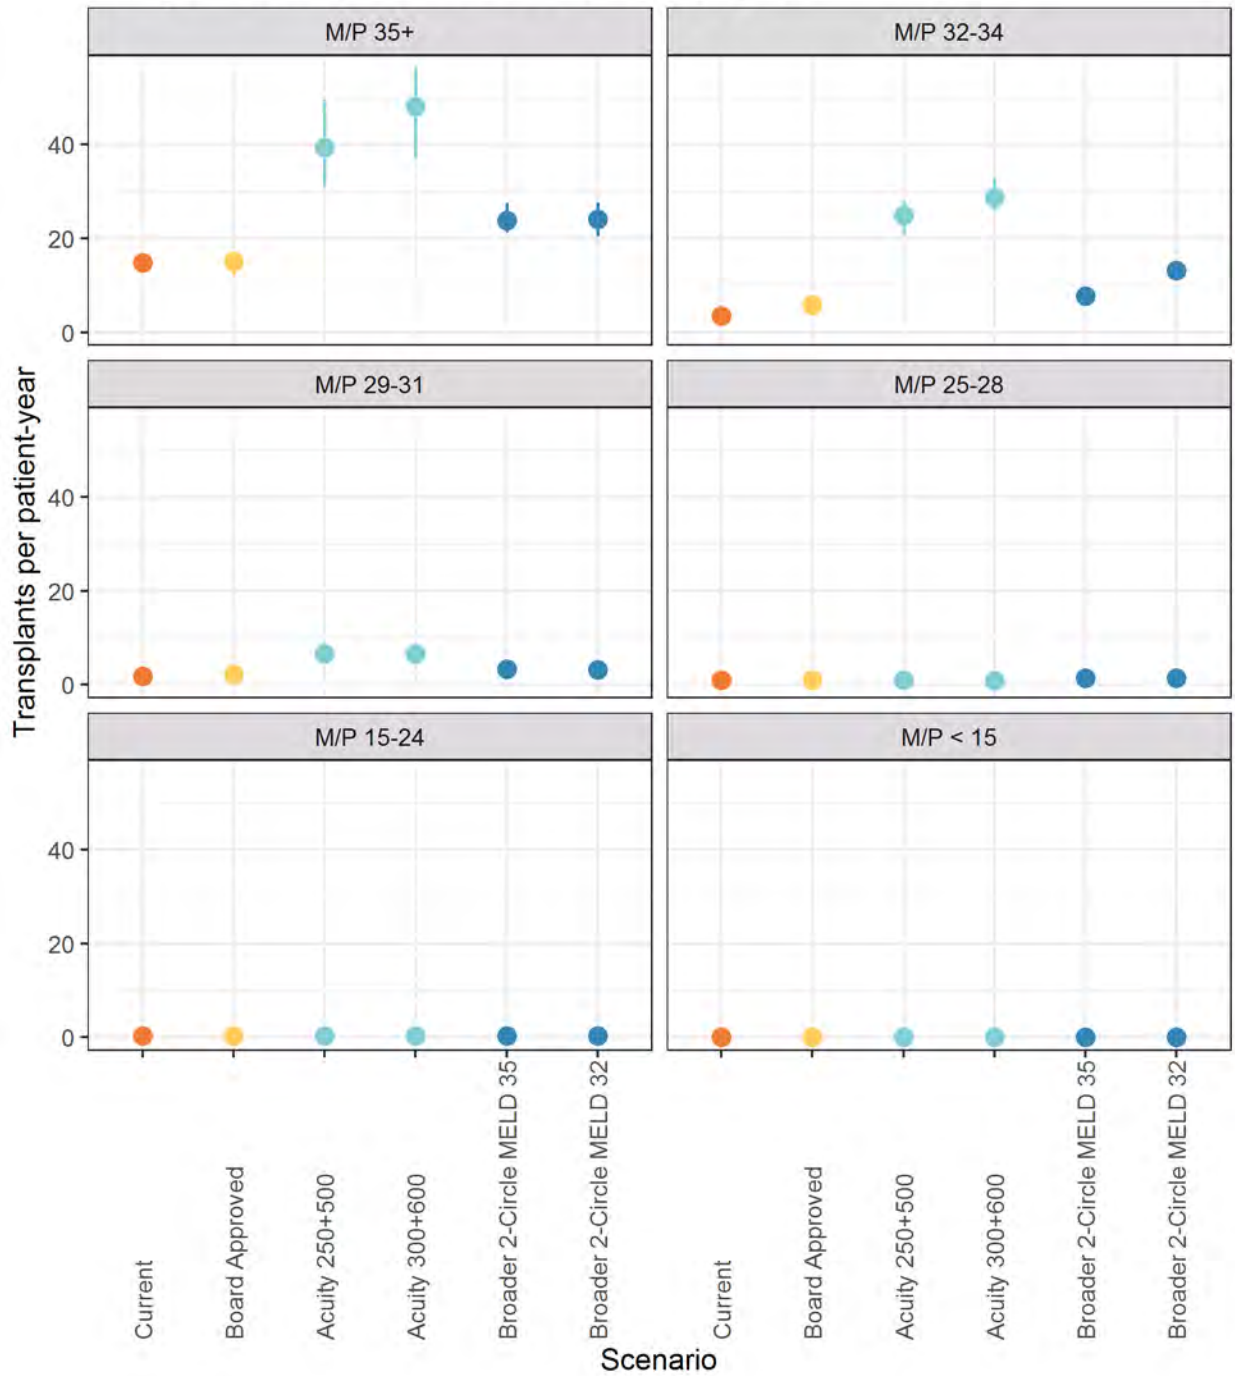 M/P 35+
M/P 32-34
40
20
0
M/P 29-31
M/P 25-28
40
20
0
M/P 15-24
M/P < 15
40
20
0
Transplants per patient-year
Current
Board Approved
Acuity 250+500
Acuity 300+600
Broader 2-Circle MELD 35
Broader 2-Circle MELD 32
Current
Board Approved
Acuity 250+500
Acuity 300+600
Broader 2-Circle MELD 35
Broader 2-Circle MELD 32
Scenario